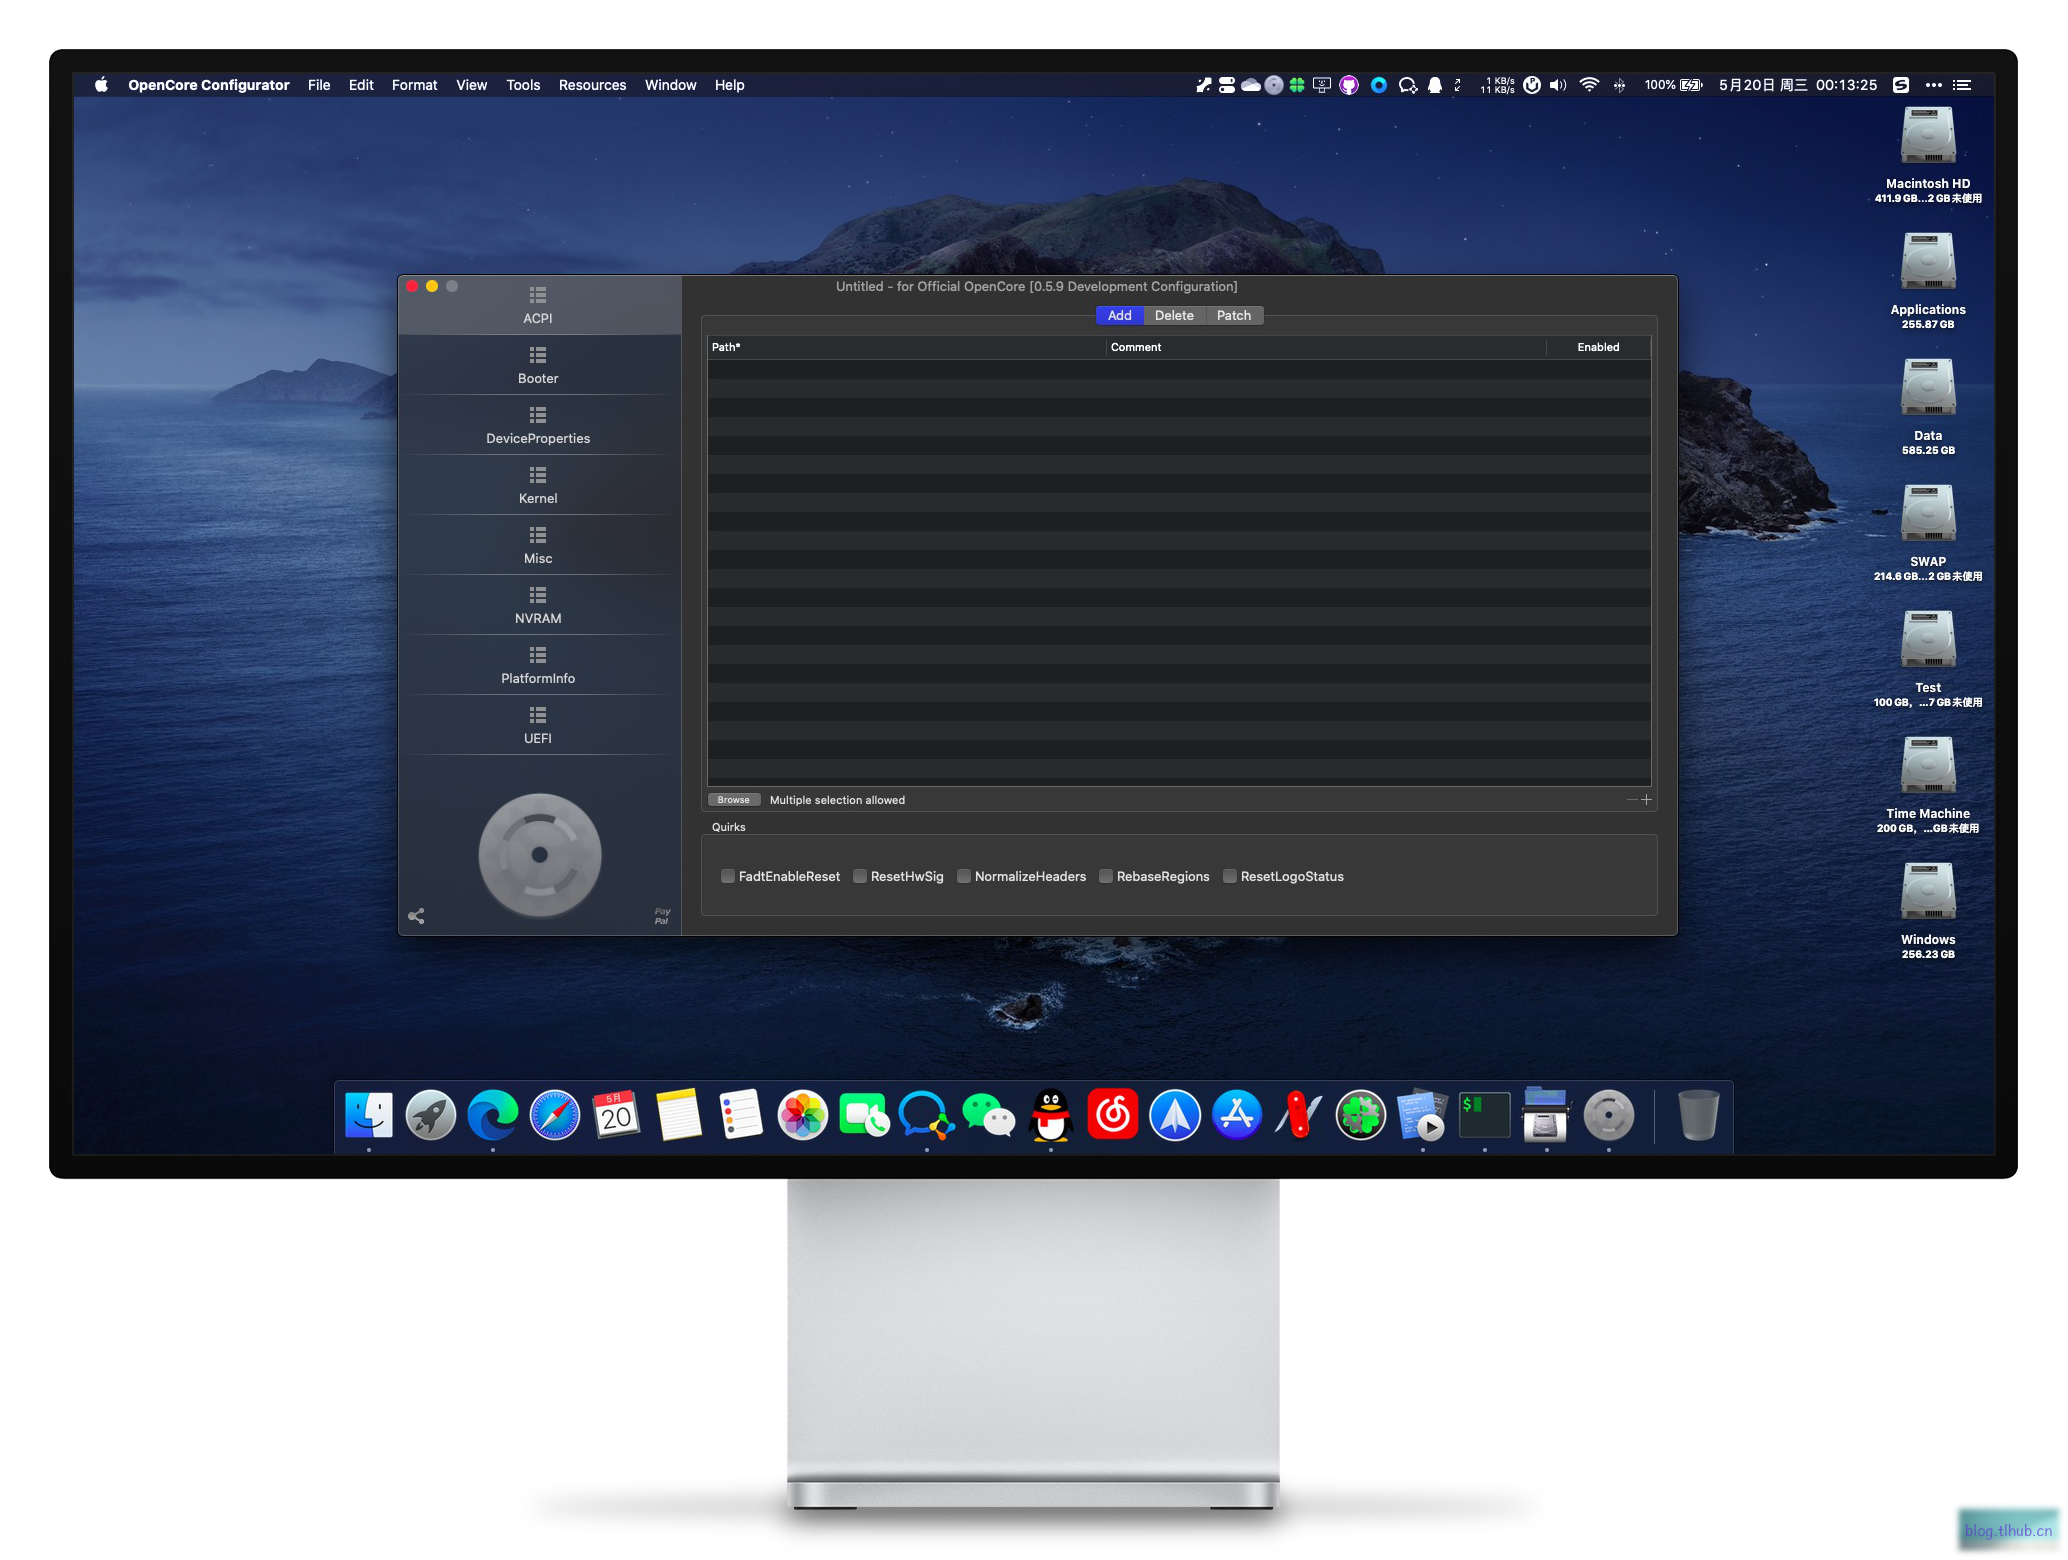 OpenCore Configurator File Edit Format View Tools Resources Window Help
1 KB/s
11 KB/s
100%
5月20日 周三 00:13:25
Macintosh HD
411.9 GB...2 GB未使用
Applications
255.87 GB
Data
585.25 GB
SWAP
214.6 GB...2 GB未使用
Test
100 GB, ...7 GB未使用
Time Machine
200 GB, ...GB未使用
Windows
256.23 GB
Untitled - for Official OpenCore [0.5.9 Development Configuration]
ACPI
Booter
DeviceProperties
Kernel
Misc
NVRAM
PlatformInfo
UEFI
Pay
Pal
Add Delete Patch
Path* Comment Enabled
Browse Multiple selection allowed
Quirks
FadtEnableReset ResetHwSig NormalizeHeaders RebaseRegions ResetLogoStatus
5月
20
$
blog.tlhub.cn